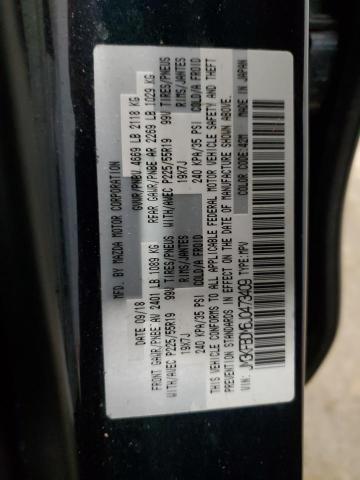 MFD. BY MAZDA MOTOR CORPORATION
DATE 09/18 GVWR/PNBV 4669 LB 2118 KG
FRONT GAWR/PNBE AV 2401 LB 1089 KG REAR GAWR/PNBE AR 2269 LB 1029 KG
WITH/AVEC P225/55R19 99V TIRES/PNEUS WITH/AVEC P225/55R19 99V TIRES/PNEUS
19X7J RIMS/JANTES 19X7J RIMS/JANTES
240 KPA/35 PSI COLD/A FROID 240 KPA/35 PSI COLD/A FROID
THIS VEHICLE CONFORMS TO ALL APPLICABLE FEDERAL MOTOR VEHICLE SAFETY AND THEFT
PREVENTION STANDARDS IN EFFECT ON THE DATE OF MANUFACTURE SHOWN ABOVE.
VIN: TYPE:MPV COLOR CODE:42M MADE IN JAPAN